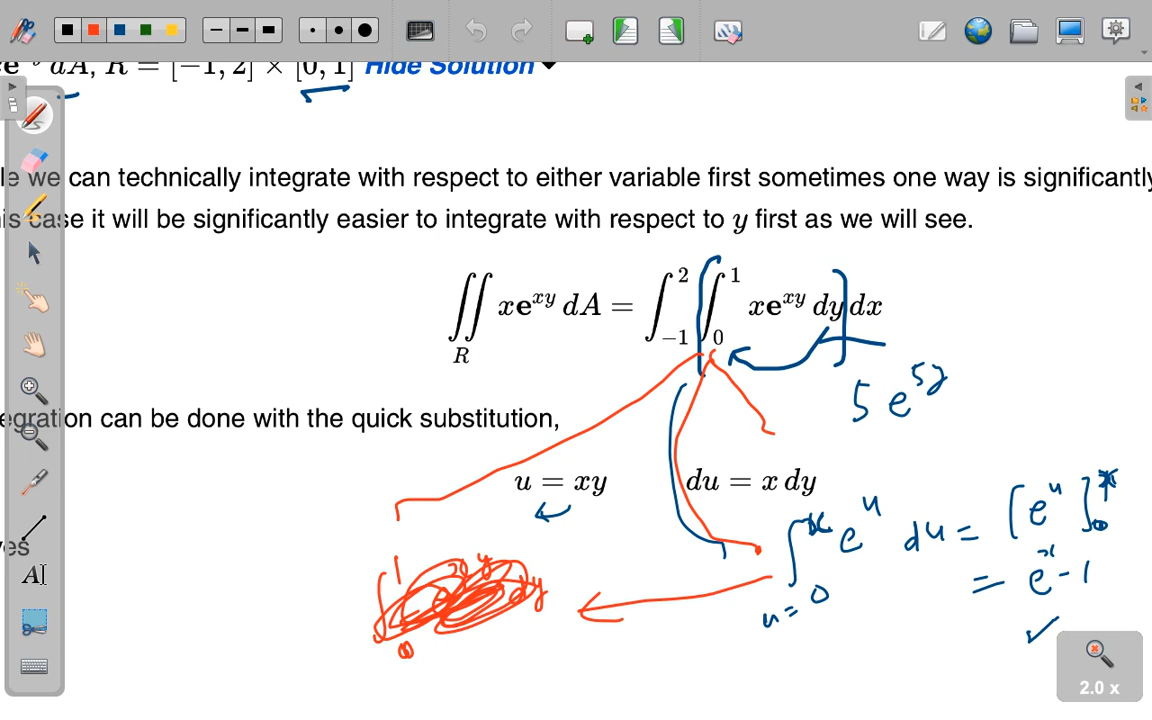 dA, R = [−1, 2] × [0, 1] Hide Solution
le we can technically integrate with respect to either variable first sometimes one way is significantly
is case it will be significantly easier to integrate with respect to y first as we will see.
∬_R xe^{xy} dA = ∫_{−1}^{2} [∫_0^1 xe^{xy} dy] dx
5 e^{5y}
egration can be done with the quick substitution,
u = xy du = x dy
∫_{u=0}^{x} e^u du = [e^u]_0^x
= e^x - 1
es
A
2.0 x